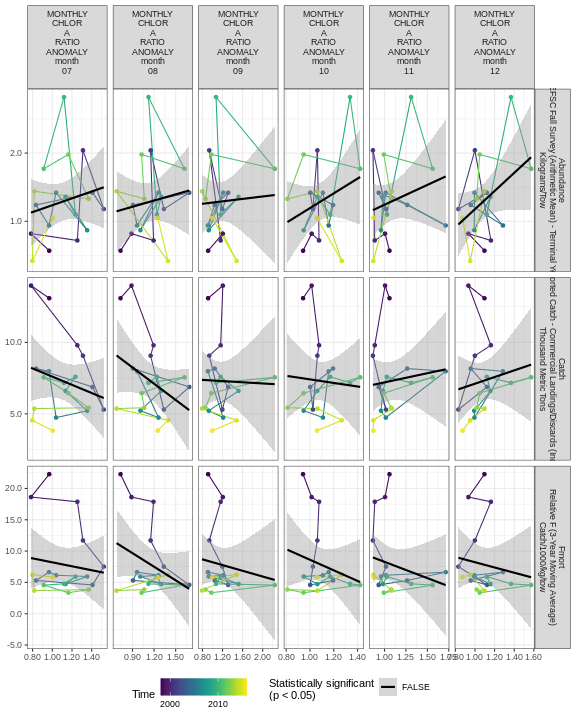 MONTHLY
CHLOR
A
RATIO
ANOMALY
month
07
MONTHLY
CHLOR
A
RATIO
ANOMALY
month
08
MONTHLY
CHLOR
A
RATIO
ANOMALY
month
09
MONTHLY
CHLOR
A
RATIO
ANOMALY
month
10
MONTHLY
CHLOR
A
RATIO
ANOMALY
month
11
MONTHLY
CHLOR
A
RATIO
ANOMALY
month
12
2.0
1.0
Abundance
Fall Survey (Arithmetic Mean) - Terminal
Kilograms/tow
10.0
5.0
Catch
Catch - Commercial Landings/Discards
Thousand Metric Tons
20.0
15.0
10.0
5.0
0.0
-5.0
Fmort
Relative F (3-Year Moving Average)
Catch/1000/kg/tow
0.80 1.00 1.20 1.40
0.90 1.20 1.50
0.80 1.20 1.60 2.00
0.80 1.00 1.20 1.40
1.00 1.25 1.50
1.00 1.20 1.40 1.60
Time
2000 2010
Statistically significant
(p < 0.05)
FALSE